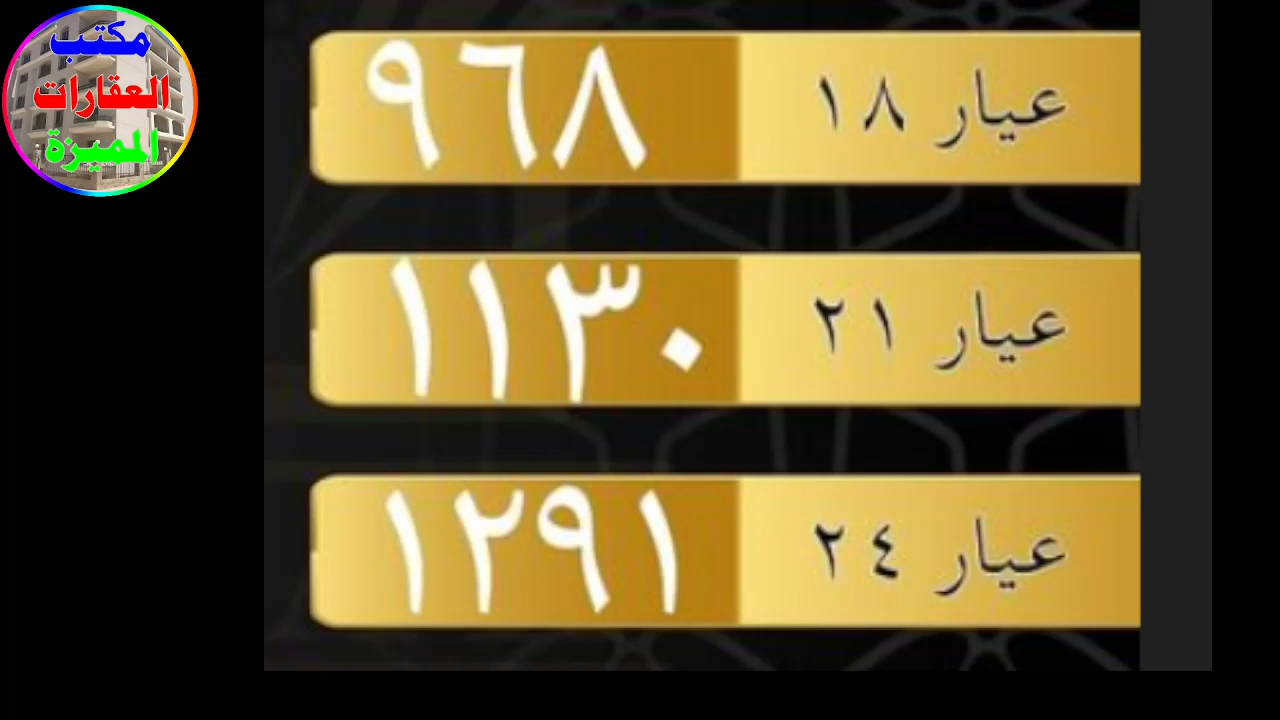 مكتب
العقارات
المميزة
عيار ١٨ ٩٦٨
عيار ٢١ ١١٣٠
عيار ٢٤ ١٢٩١